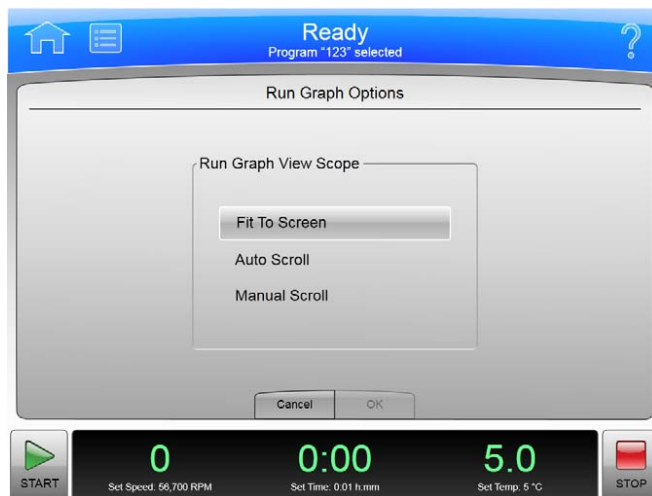 Ready
Program "123" selected
?
Run Graph Options
Run Graph View Scope
Fit To Screen
Auto Scroll
Manual Scroll
Cancel OK
START
0 0:00 5.0
Set Speed: 56,700 RPM Set Time: 0.01 h:mm Set Temp: 5 °C
STOP